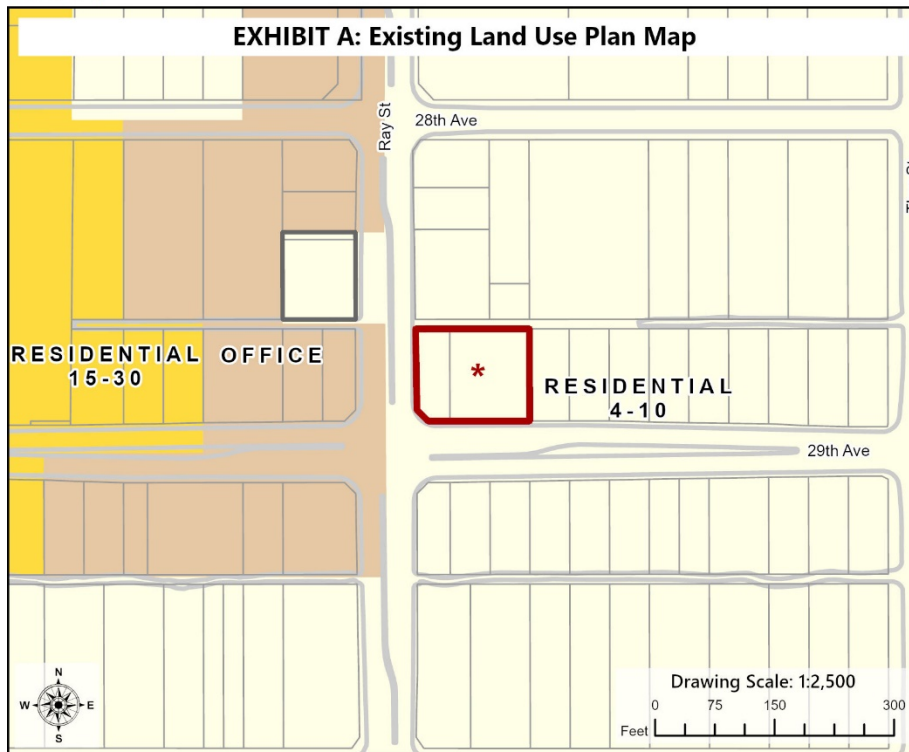 EXHIBIT A: Existing Land Use Plan Map
Ray St
28th Ave
RESIDENTIAL
15-30
OFFICE
*
RESIDENTIAL
4-10
29th Ave
N
W
E
S
Drawing Scale: 1:2,500
0 75 150 300
Feet